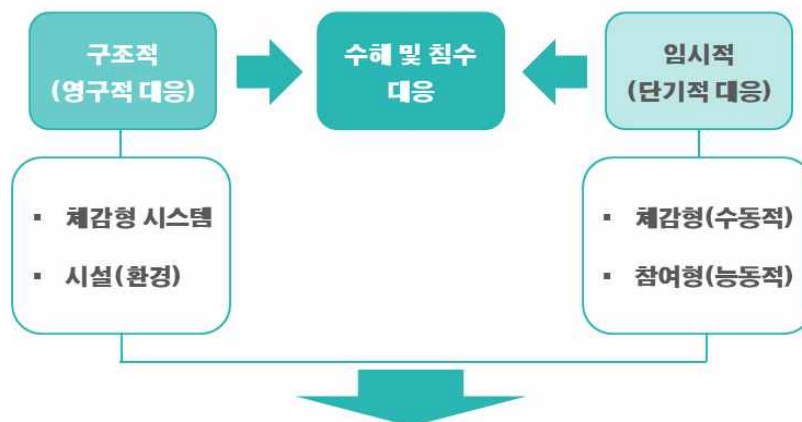 구조적
(영구적 대응)
수해 및 침수
대응
임시적
(단기적 대응)
▪ 체감형 시스템
▪ 시설(환경)
▪ 체감형(수동적)
▪ 참여형(능동적)